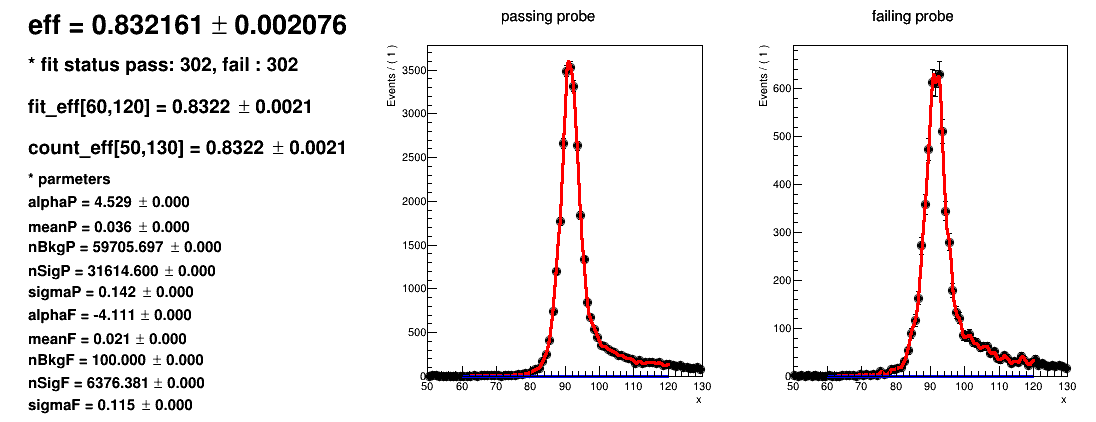 eff = 0.832161 ± 0.002076
* fit status pass: 302, fail : 302
fit_eff[60,120] = 0.8322 ± 0.0021
count_eff[50,130] = 0.8322 ± 0.0021
* parmeters
alphaP = 4.529 ± 0.000
meanP = 0.036 ± 0.000
nBkgP = 59705.697 ± 0.000
nSigP = 31614.600 ± 0.000
sigmaP = 0.142 ± 0.000
alphaF = -4.111 ± 0.000
meanF = 0.021 ± 0.000
nBkgF = 100.000 ± 0.000
nSigF = 6376.381 ± 0.000
sigmaF = 0.115 ± 0.000
passing probe
Events / ( 1 )
3500
3000
2500
2000
1500
1000
500
0
50 60 70 80 90 100 110 120 130
x
failing probe
Events / ( 1 )
600
500
400
300
200
100
0
50 60 70 80 90 100 110 120 130
x